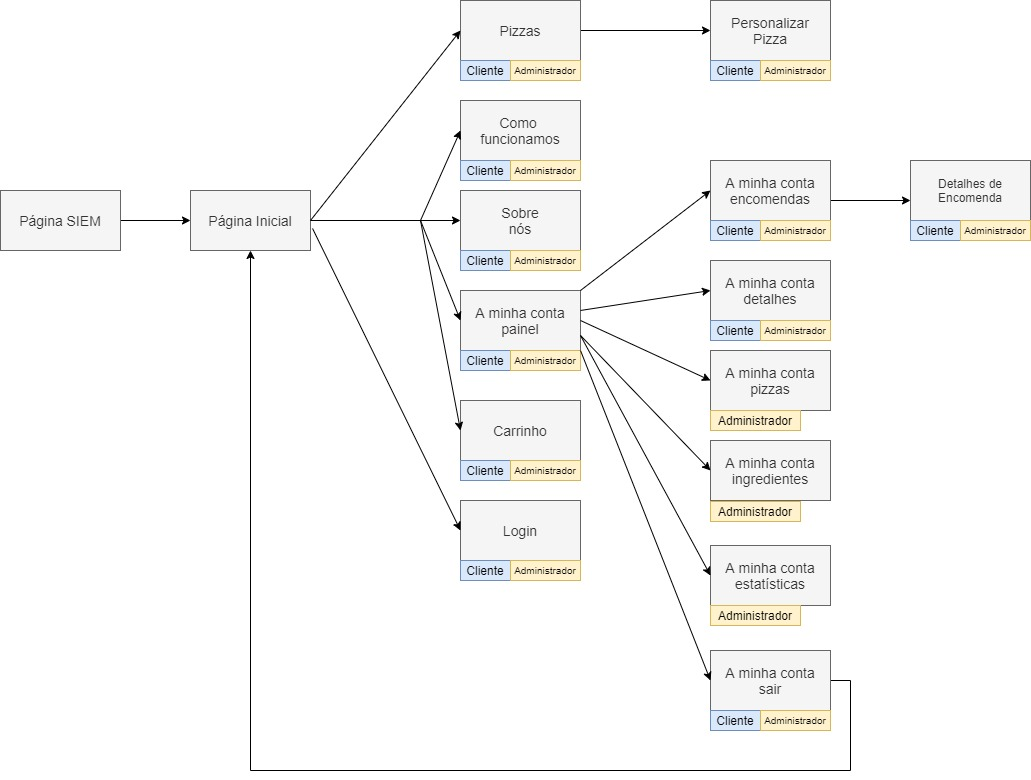 Página SIEM
Página Inicial
Pizzas
Cliente Administrador
Personalizar
Pizza
Cliente Administrador
Como
funcionamos
Cliente Administrador
Sobre
nós
Cliente Administrador
A minha conta
painel
Cliente Administrador
Carrinho
Cliente Administrador
Login
Cliente Administrador
A minha conta
encomendas
Cliente Administrador
Detalhes de
Encomenda
Cliente Administrador
A minha conta
detalhes
Cliente Administrador
A minha conta
pizzas
Administrador
A minha conta
ingredientes
Administrador
A minha conta
estatísticas
Administrador
A minha conta
sair
Cliente Administrador